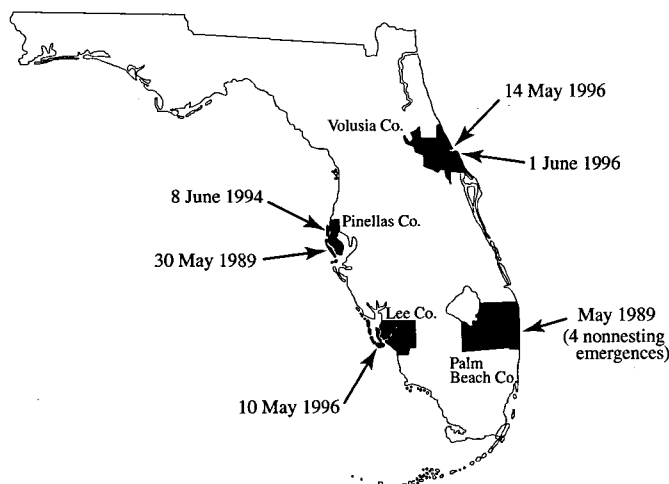 14 May 1996
Volusia Co.
1 June 1996
8 June 1994
Pinellas Co.
30 May 1989
Lee Co.
May 1989
(4 nonnesting
emergences)
Palm
Beach Co.
10 May 1996